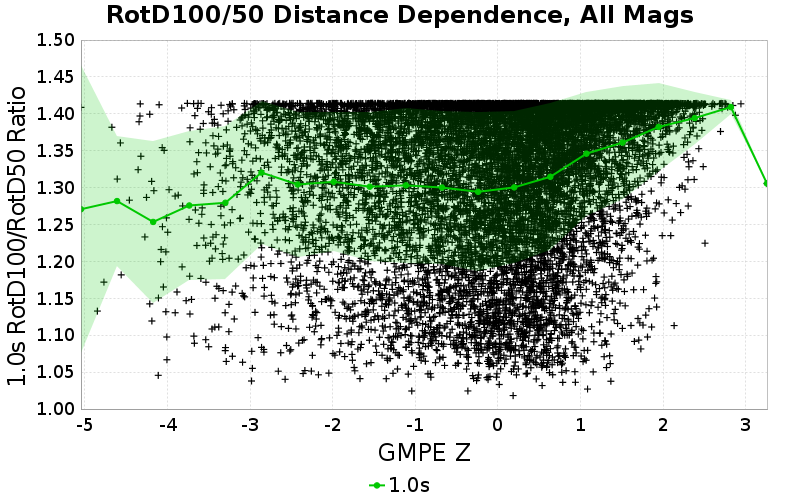 RotD100/50 Distance Dependence, All Mags
1.0s RotD100/RotD50 Ratio
1.50
1.45
1.40
1.35
1.30
1.25
1.20
1.15
1.10
1.05
1.00
-5 -4 -3 -2 -1 0 1 2 3
GMPE Z
1.0s